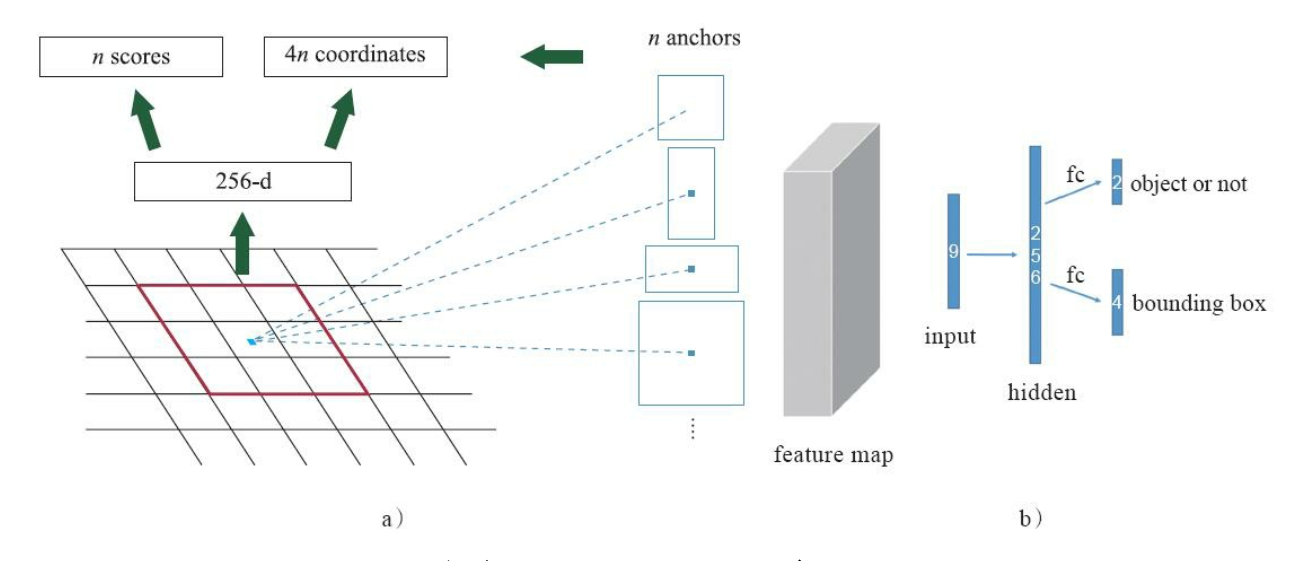 n scores
4n coordinates
n anchors
256-d
feature map
a）
9
input
2
5
6
hidden
fc
2
object or not
fc
4
bounding box
b）